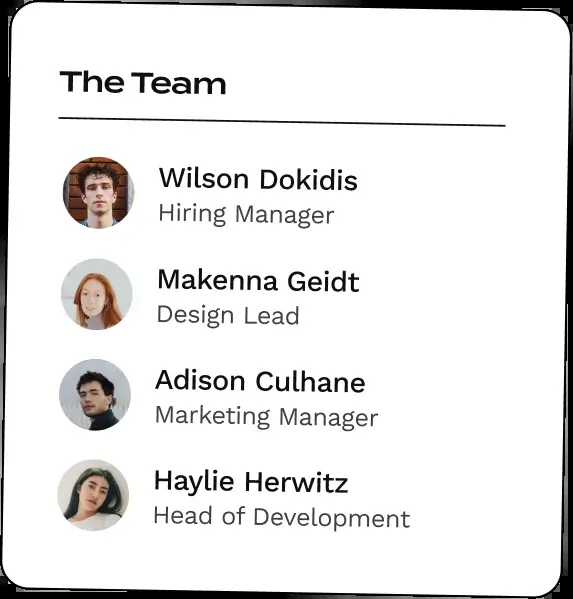 The Team
Wilson Dokidis
Hiring Manager
Makenna Geidt
Design Lead
Adison Culhane
Marketing Manager
Haylie Herwitz
Head of Development